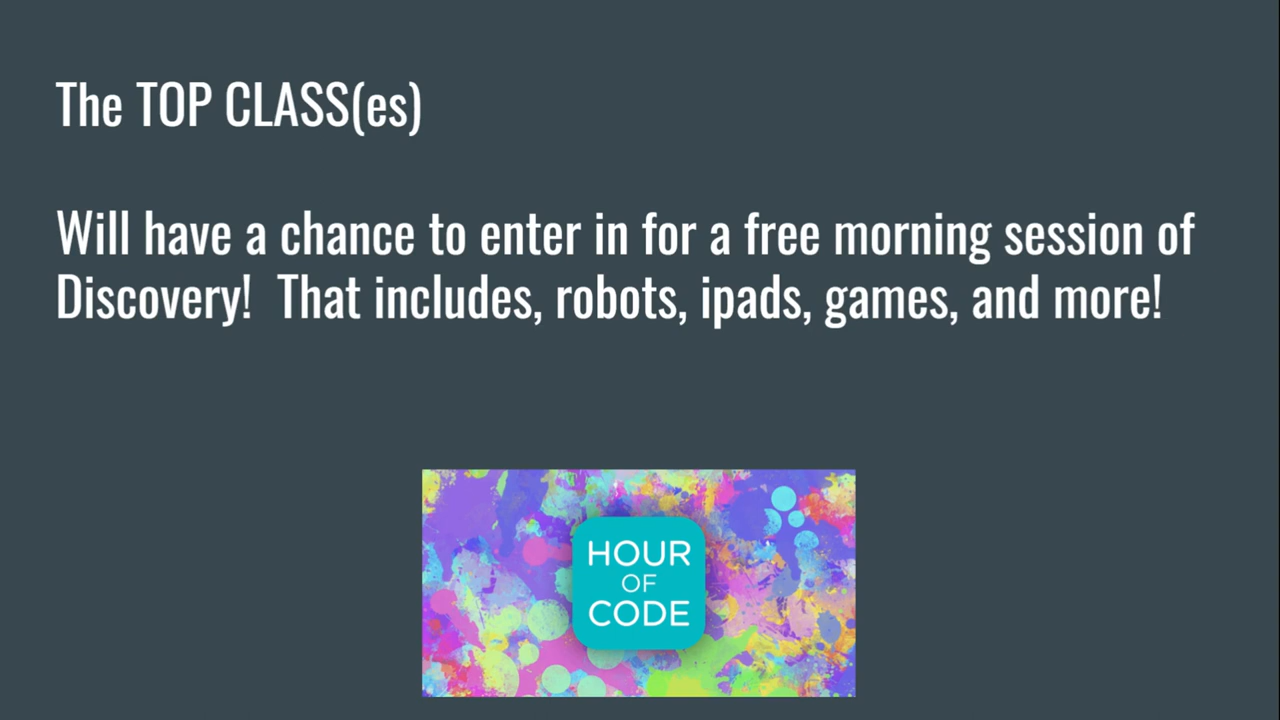 The TOP CLASS(es)
Will have a chance to enter in for a free morning session of
Discovery!  That includes, robots, ipads, games, and more!
HOUR
OF
CODE